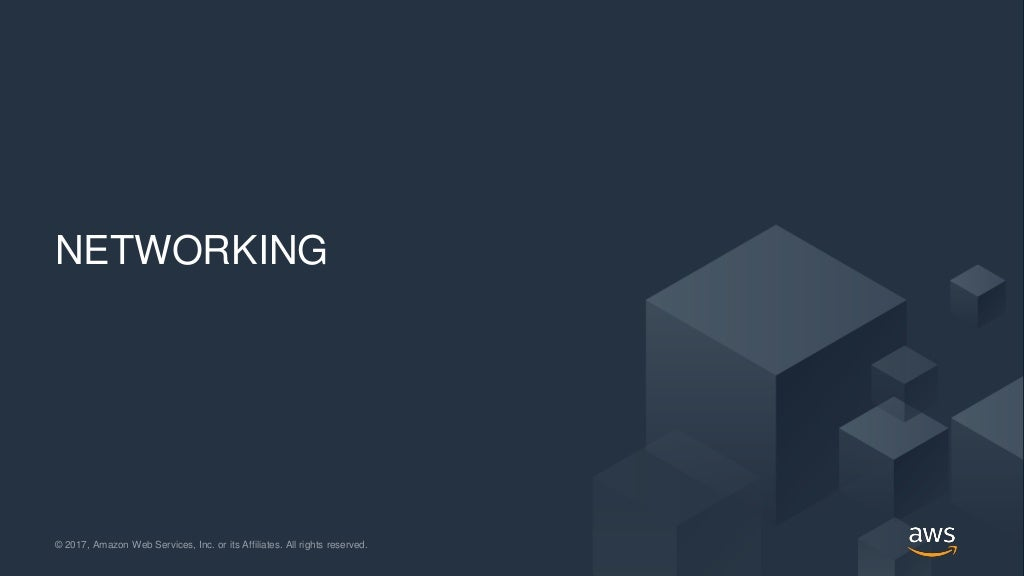 NETWORKING
© 2017, Amazon Web Services, Inc. or its Affiliates. All rights reserved.
aws